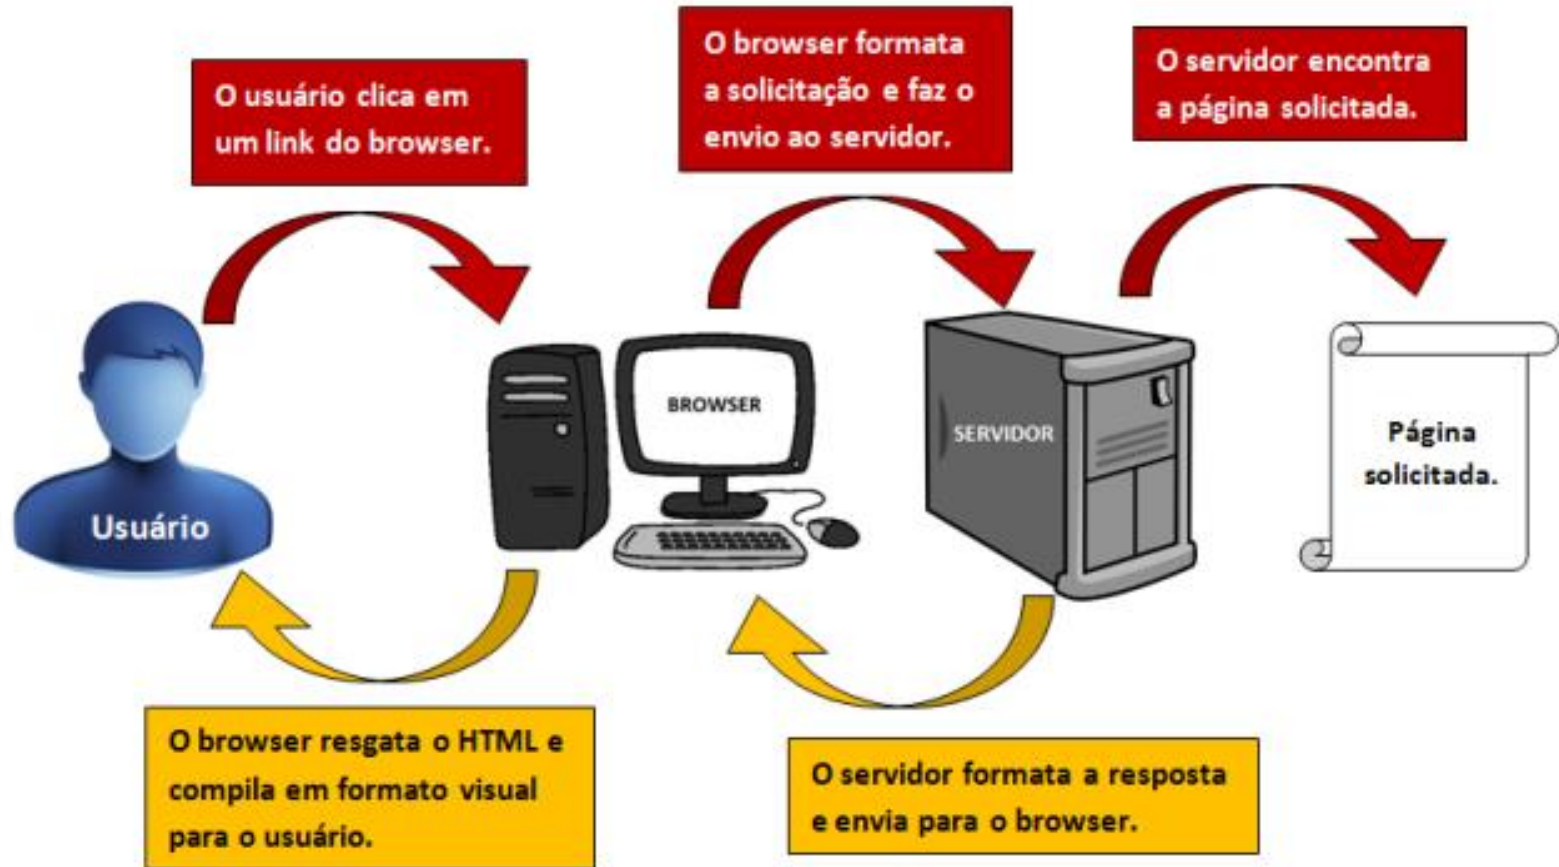 O usuário clica em
um link do browser.
O browser formata
a solicitação e faz o
envio ao servidor.
O servidor encontra
a página solicitada.
Usuário
BROWSER
SERVIDOR
Página
solicitada.
O browser resgata o HTML e
compila em formato visual
para o usuário.
O servidor formata a resposta
e envia para o browser.